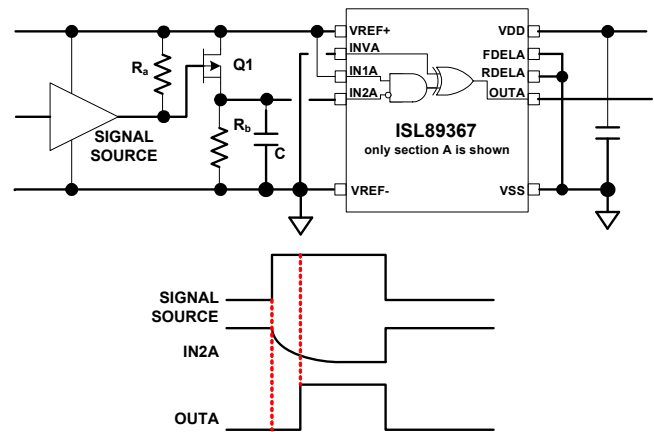 VREF+
VDD
INVA
FDELA
Ra
Q1
IN1A
RDELA
IN2A
OUTA
SIGNAL
SOURCE
Rb
C
ISL89367
only section A is shown
VREF-
VSS
SIGNAL
SOURCE
IN2A
OUTA